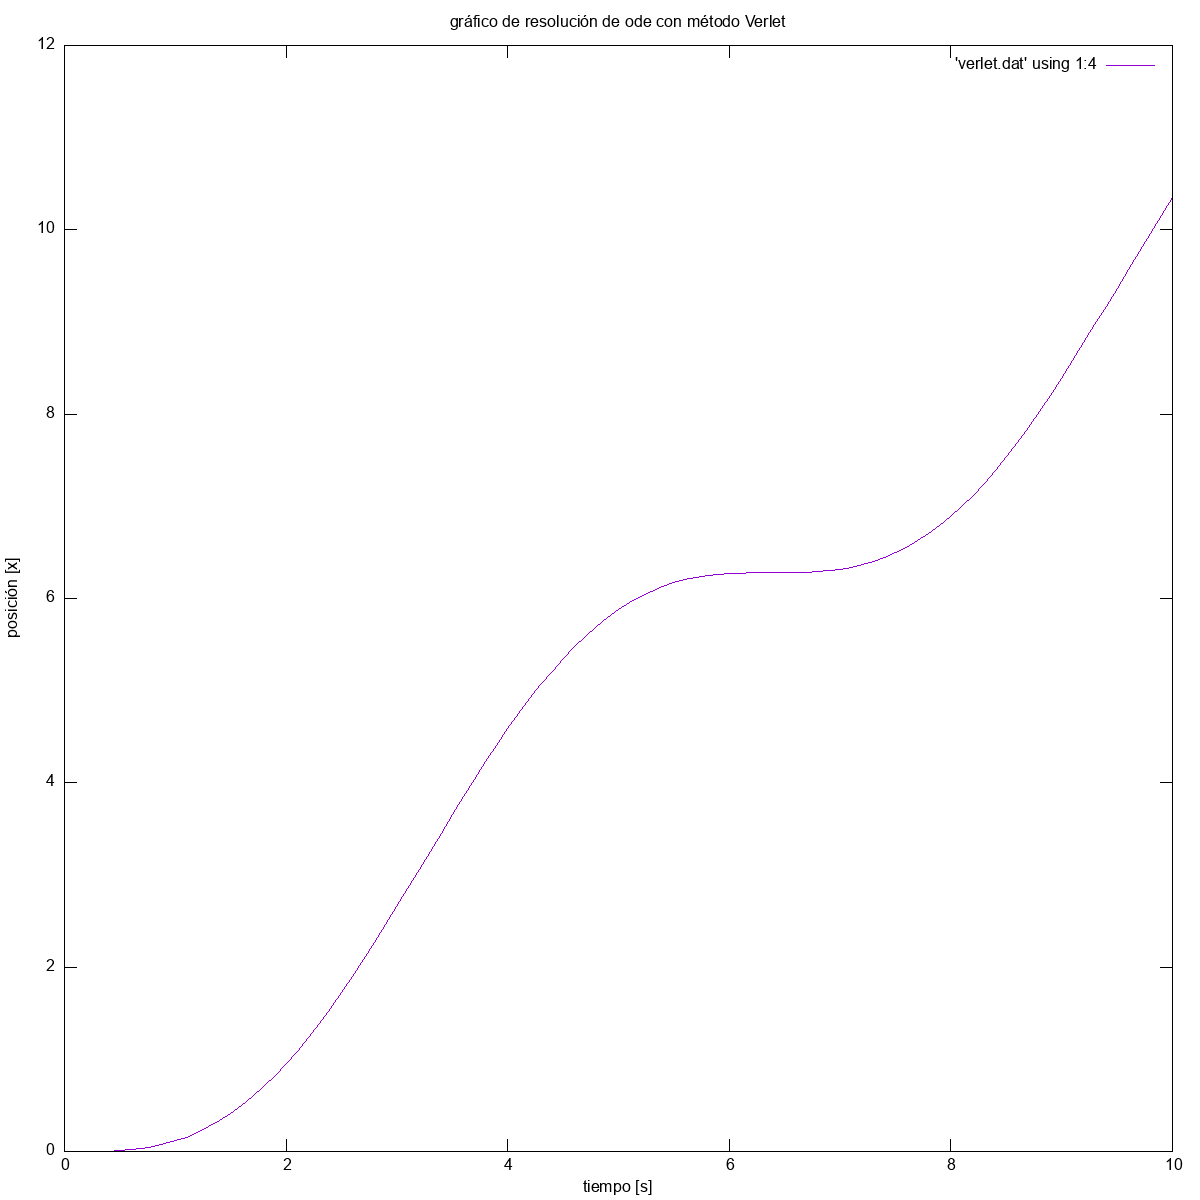 gráfico de resolución de ode con método Verlet
'verlet.dat' using 1:4
12
10
8
6
4
2
0
posición [x]
0 2 4 6 8 10
tiempo [s]